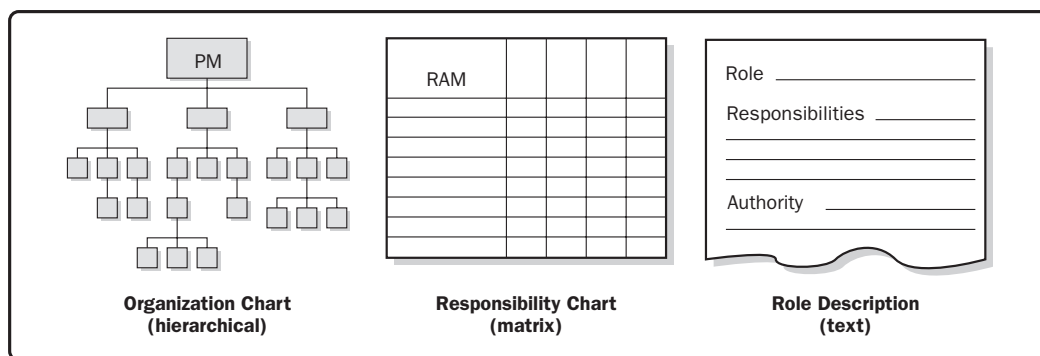 PM
Organization Chart
(hierarchical)
RAM
Responsibility Chart
(matrix)
Role
Responsibilities
Authority
Role Description
(text)